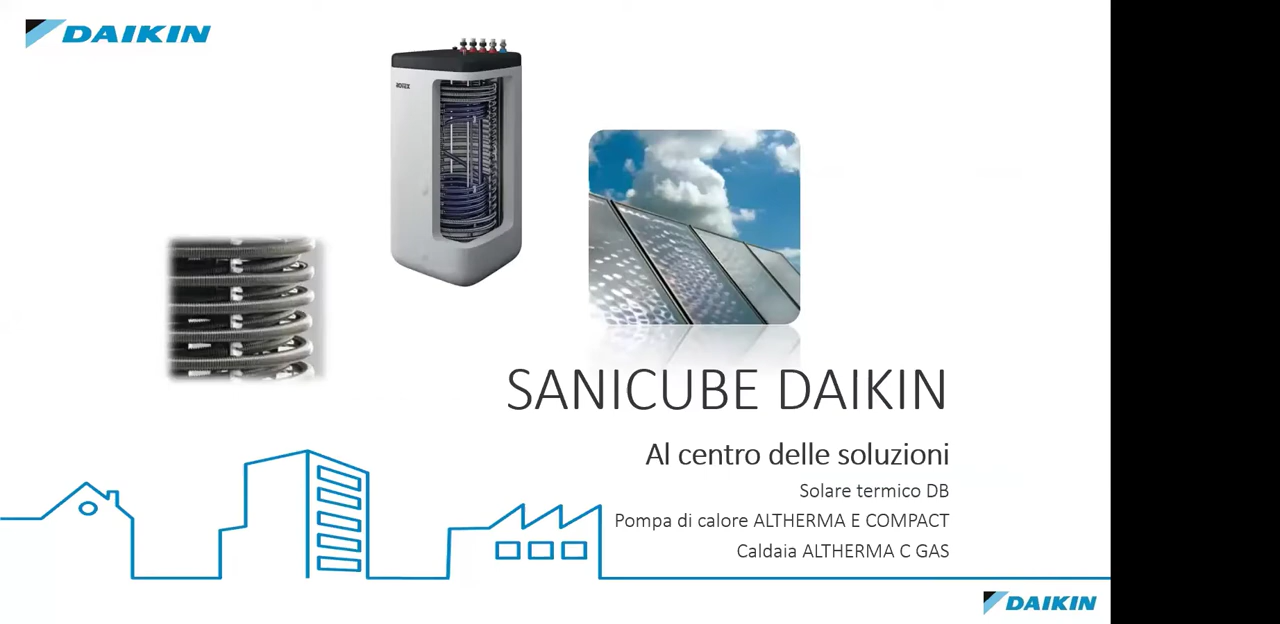 DAIKIN
ROTEX
SANICUBE DAIKIN
Al centro delle soluzioni
Solare termico DB
Pompa di calore ALTHERMA E COMPACT
Caldaia ALTHERMA C GAS
DAIKIN